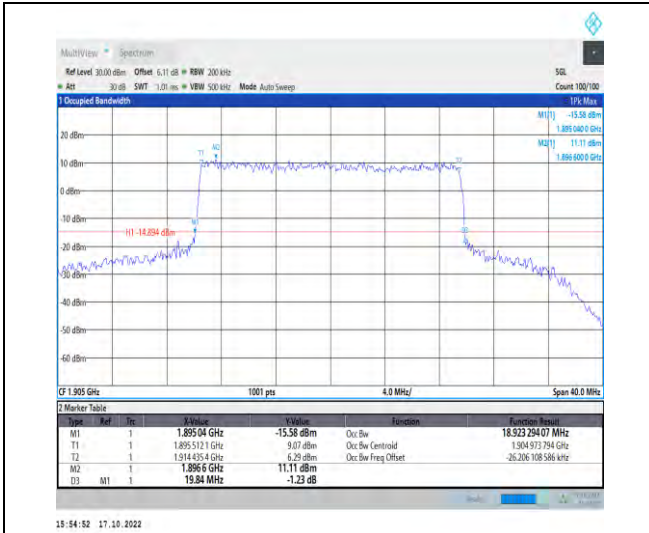 MultiView Spectrum
Ref Level 30.00 dBm Offset 6.11 dB RBW 200 kHz SGL
Att 30 dB SWT 1.01 ms VBW 500 kHz Mode Auto Sweep Count 100/100
1 Occupied Bandwidth 1Pk Max
M1[1] -15.58 dBm
1.895 040 0 GHz
M2[1] 11.11 dBm
1.896 600 0 GHz
20 dBm
T1 M2 T2
10 dBm
0 dBm
-10 dBm
M1
H1 -14.894 dBm D3
-20 dBm
-30 dBm
-40 dBm
-50 dBm
-60 dBm
CF 1.905 GHz 1001 pts 4.0 MHz/ Span 40.0 MHz
2 Marker Table
Type Ref Trc X-Value Y-Value Function Function Result
M1 1 1.895 04 GHz -15.58 dBm Occ Bw 18.923 294 07 MHz
T1 1 1.895 512 1 GHz 9.07 dBm Occ Bw Centroid 1.904 973 794 GHz
T2 1 1.914 435 4 GHz 6.29 dBm Occ Bw Freq Offset -26.206 108 586 kHz
M2 1 1.896 6 GHz 11.11 dBm
D3 M1 1 19.84 MHz -1.23 dB
15:54:52 17.10.2022